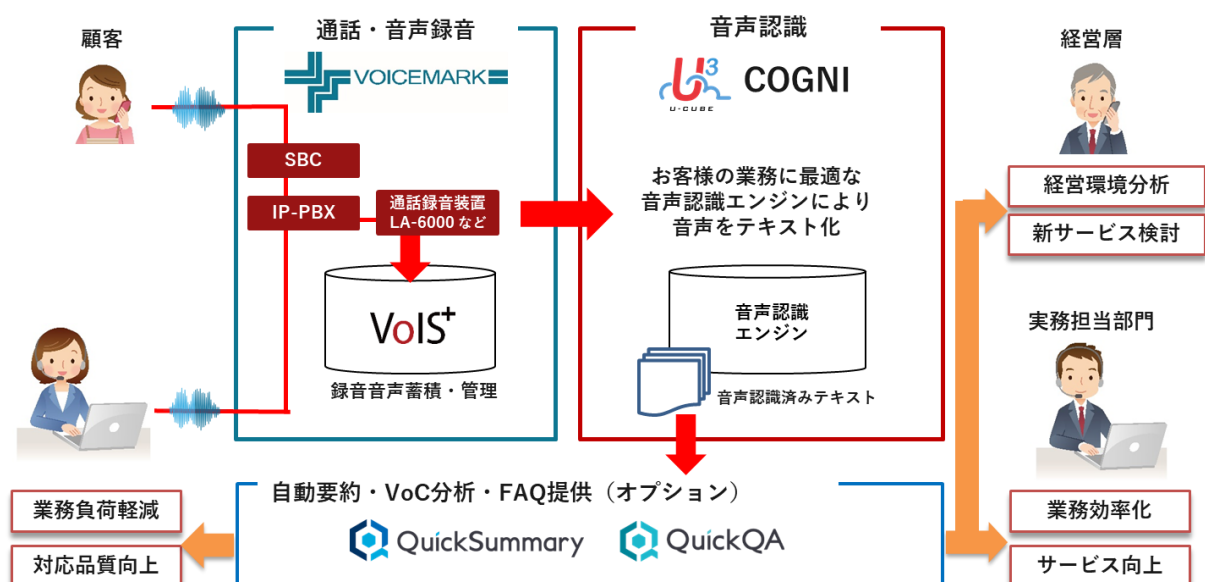 顧客
通話・音声録音
VOICEMARK
SBC
IP-PBX
通話録音装置
LA-6000 など
VoIS+
録音音声蓄積・管理
音声認識
U3
U-CUBE
COGNI
お客様の業務に最適な
音声認識エンジンにより
音声をテキスト化
音声認識
エンジン
音声認識済みテキスト
経営層
経営環境分析
新サービス検討
実務担当部門
業務効率化
サービス向上
自動要約・VoC分析・FAQ提供（オプション）
QuickSummary
QuickQA
業務負荷軽減
対応品質向上